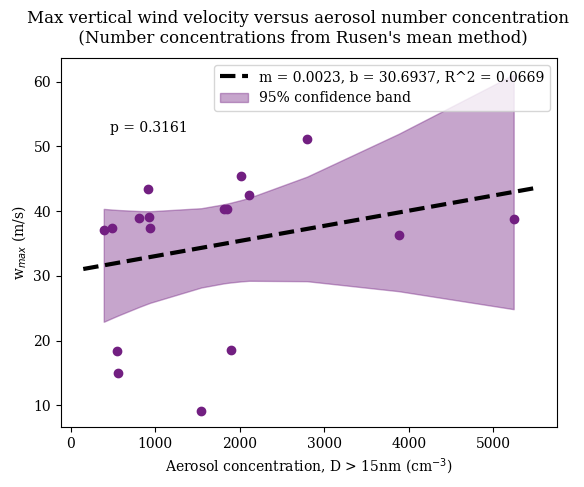 Max vertical wind velocity versus aerosol number concentration
(Number concentrations from Rusen's mean method)
m = 0.0023, b = 30.6937, R^2 = 0.0669
95% confidence band
p = 0.3161
60
50
40
30
20
10
w_max (m/s)
0 1000 2000 3000 4000 5000
Aerosol concentration, D > 15nm (cm⁻³)